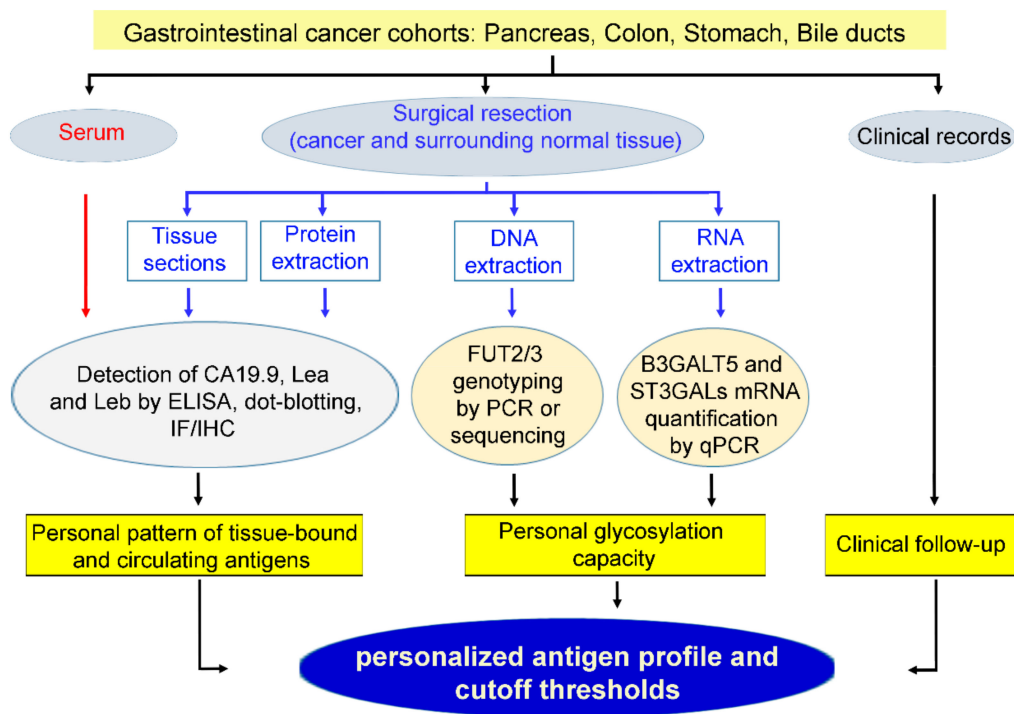 Gastrointestinal cancer cohorts: Pancreas, Colon, Stomach, Bile ducts
Serum
Surgical resection
(cancer and surrounding normal tissue)
Clinical records
Tissue
sections
Protein
extraction
DNA
extraction
RNA
extraction
Detection of CA19.9, Lea
and Leb by ELISA, dot-blotting,
IF/IHC
FUT2/3
genotyping
by PCR or
sequencing
B3GALT5 and
ST3GALs mRNA
quantification
by qPCR
Personal pattern of tissue-bound
and circulating antigens
Personal glycosylation
capacity
Clinical follow-up
personalized antigen profile and
cutoff thresholds